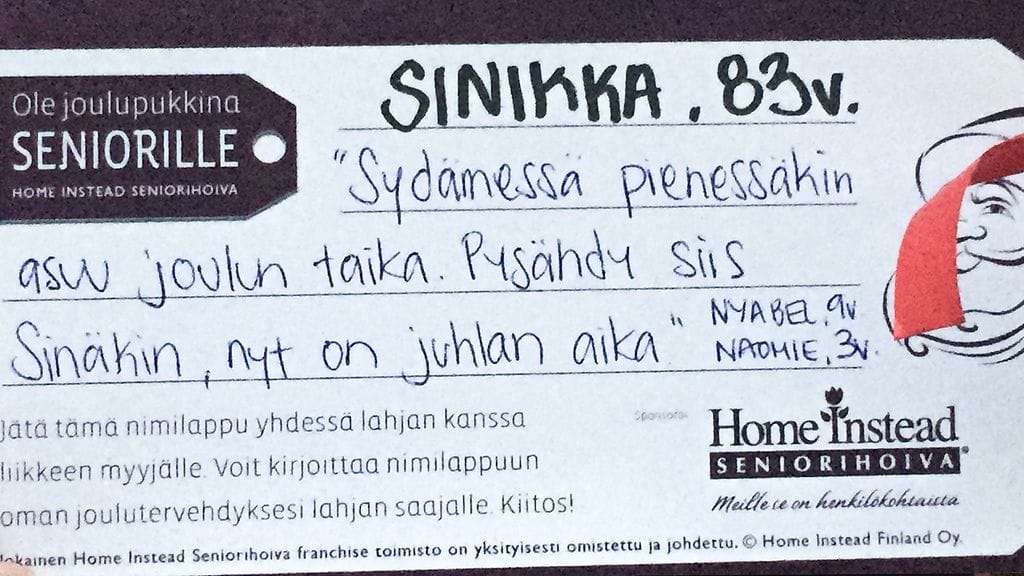 Ole joulupukkina
SENIORILLE
HOME INSTEAD SENIORIHOIVA
SINIKKA, 83v.
"Sydämessä pienessäkin
asuu joulun taika. Pysähdy siis
Sinäkin, nyt on juhlan aika"
NYABEL, 9v
NAOMIE, 3v.
Jätä tämä nimilappu yhdessä lahjan kanssa
liikkeen myyjälle. Voit kirjoittaa nimilappuun
oman joulutervehdyksesi lahjan saajalle. Kiitos!
Sponsoroi
Home Instead
SENIORIHOIVA®
Meille se on henkilökohtaista
Jokainen Home Instead Seniorihoiva franchise toimisto on yksityisesti omistettu ja johdettu. © Home Instead Finland Oy.